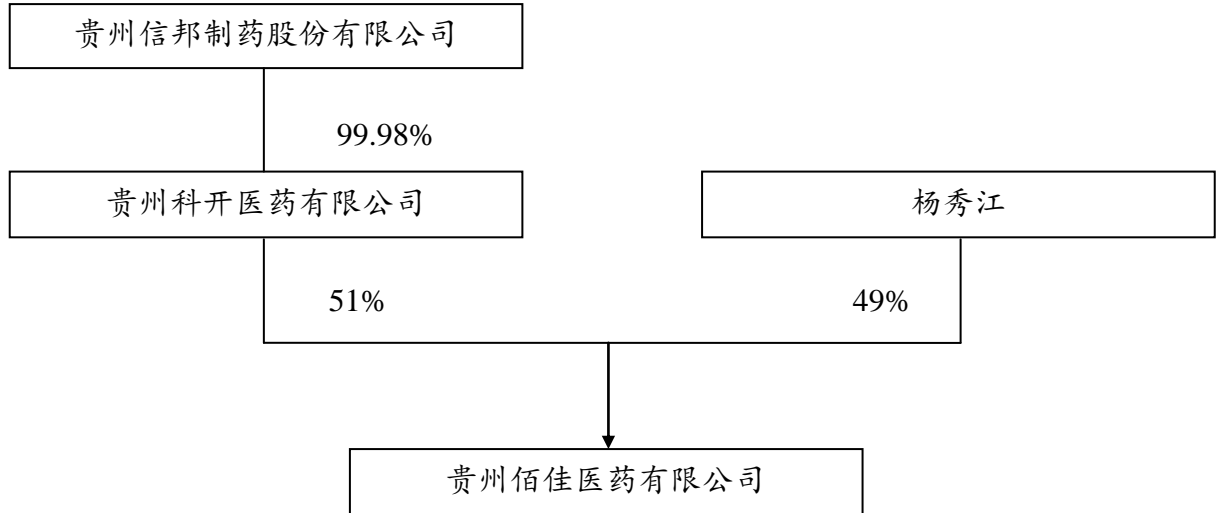 贵州信邦制药股份有限公司
99.98%
贵州科开医药有限公司
杨秀江
51%
49%
贵州佰佳医药有限公司